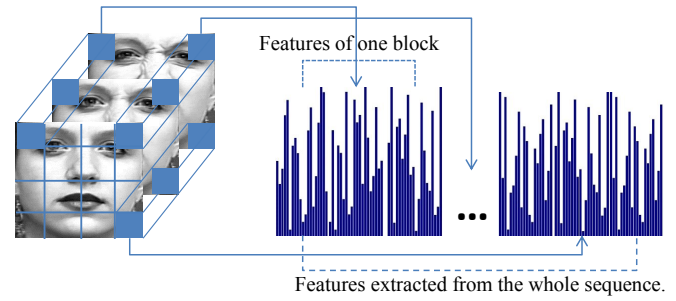 Features of one block
...
Features extracted from the whole sequence.